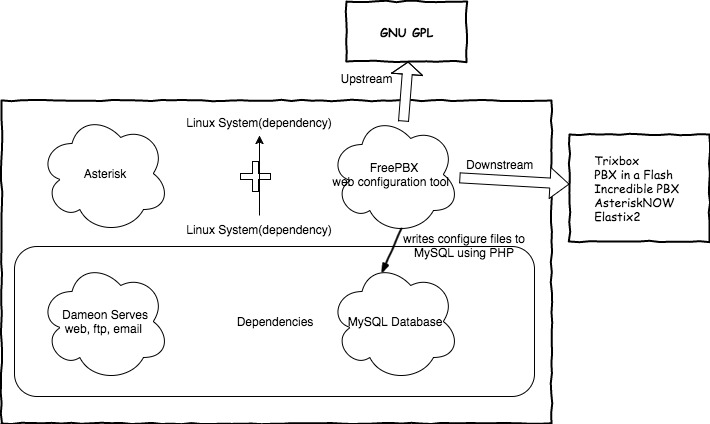 GNU GPL
Upstream
Linux System(dependency)
Asterisk
FreePBX
web configuration tool
Downstream
Trixbox
PBX in a Flash
Incredible PBX
AsteriskNOW
Elastix2
Linux System(dependency)
writes configure files to
MySQL using PHP
Dameon Serves
web, ftp, email
Dependencies
MySQL Database